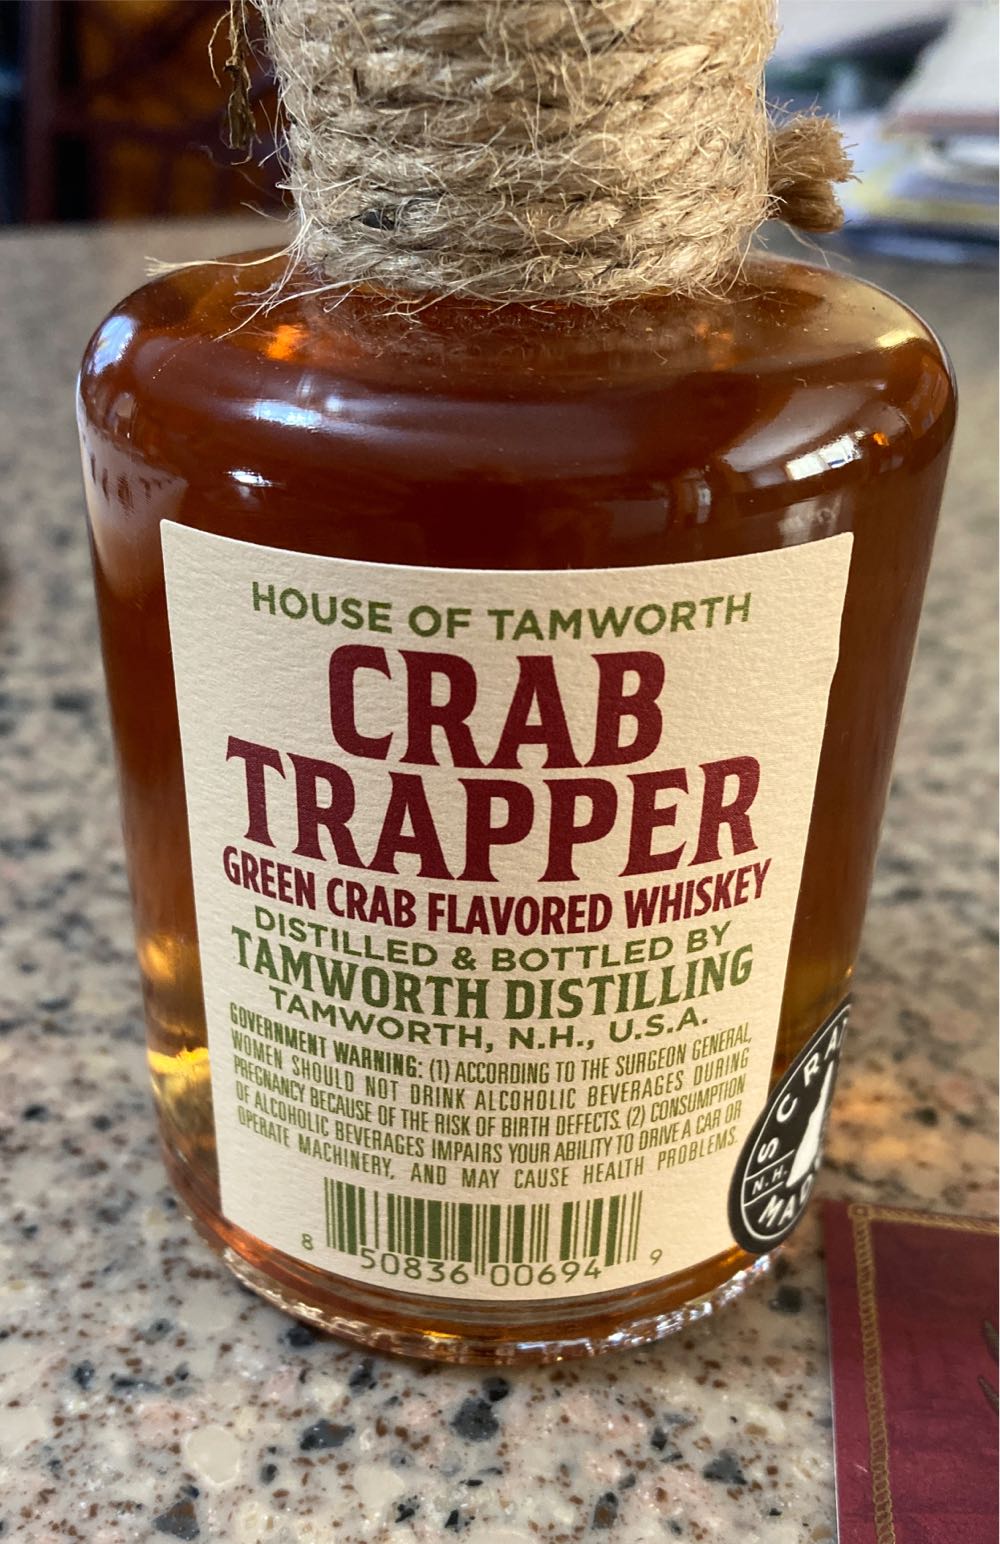 HOUSE OF TAMWORTH
CRAB
TRAPPER
GREEN CRAB FLAVORED WHISKEY
DISTILLED & BOTTLED BY
TAMWORTH DISTILLING
TAMWORTH, N.H., U.S.A.
GOVERNMENT WARNING: (1) ACCORDING TO THE SURGEON GENERAL,
WOMEN SHOULD NOT DRINK ALCOHOLIC BEVERAGES DURING
PREGNANCY BECAUSE OF THE RISK OF BIRTH DEFECTS. (2) CONSUMPTION
OF ALCOHOLIC BEVERAGES IMPAIRS YOUR ABILITY TO DRIVE A CAR OR
OPERATE MACHINERY, AND MAY CAUSE HEALTH PROBLEMS.
8 50836 00694 9
N.H.